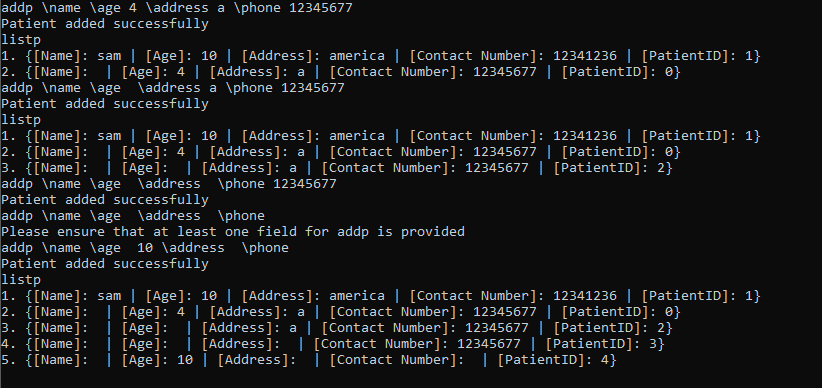 addp \name \age 4 \address a \phone 12345677
Patient added successfully
listp
1. {[Name]: sam | [Age]: 10 | [Address]: america | [Contact Number]: 12341236 | [PatientID]: 1}
2. {[Name]:  | [Age]: 4 | [Address]: a | [Contact Number]: 12345677 | [PatientID]: 0}
addp \name \age  \address a \phone 12345677
Patient added successfully
listp
1. {[Name]: sam | [Age]: 10 | [Address]: america | [Contact Number]: 12341236 | [PatientID]: 1}
2. {[Name]:  | [Age]: 4 | [Address]: a | [Contact Number]: 12345677 | [PatientID]: 0}
3. {[Name]:  | [Age]:  | [Address]: a | [Contact Number]: 12345677 | [PatientID]: 2}
addp \name \age  \address  \phone 12345677
Patient added successfully
addp \name \age  \address  \phone
Please ensure that at least one field for addp is provided
addp \name \age  10 \address  \phone
Patient added successfully
listp
1. {[Name]: sam | [Age]: 10 | [Address]: america | [Contact Number]: 12341236 | [PatientID]: 1}
2. {[Name]:  | [Age]: 4 | [Address]: a | [Contact Number]: 12345677 | [PatientID]: 0}
3. {[Name]:  | [Age]:  | [Address]: a | [Contact Number]: 12345677 | [PatientID]: 2}
4. {[Name]:  | [Age]:  | [Address]:  | [Contact Number]: 12345677 | [PatientID]: 3}
5. {[Name]:  | [Age]: 10 | [Address]:  | [Contact Number]:  | [PatientID]: 4}